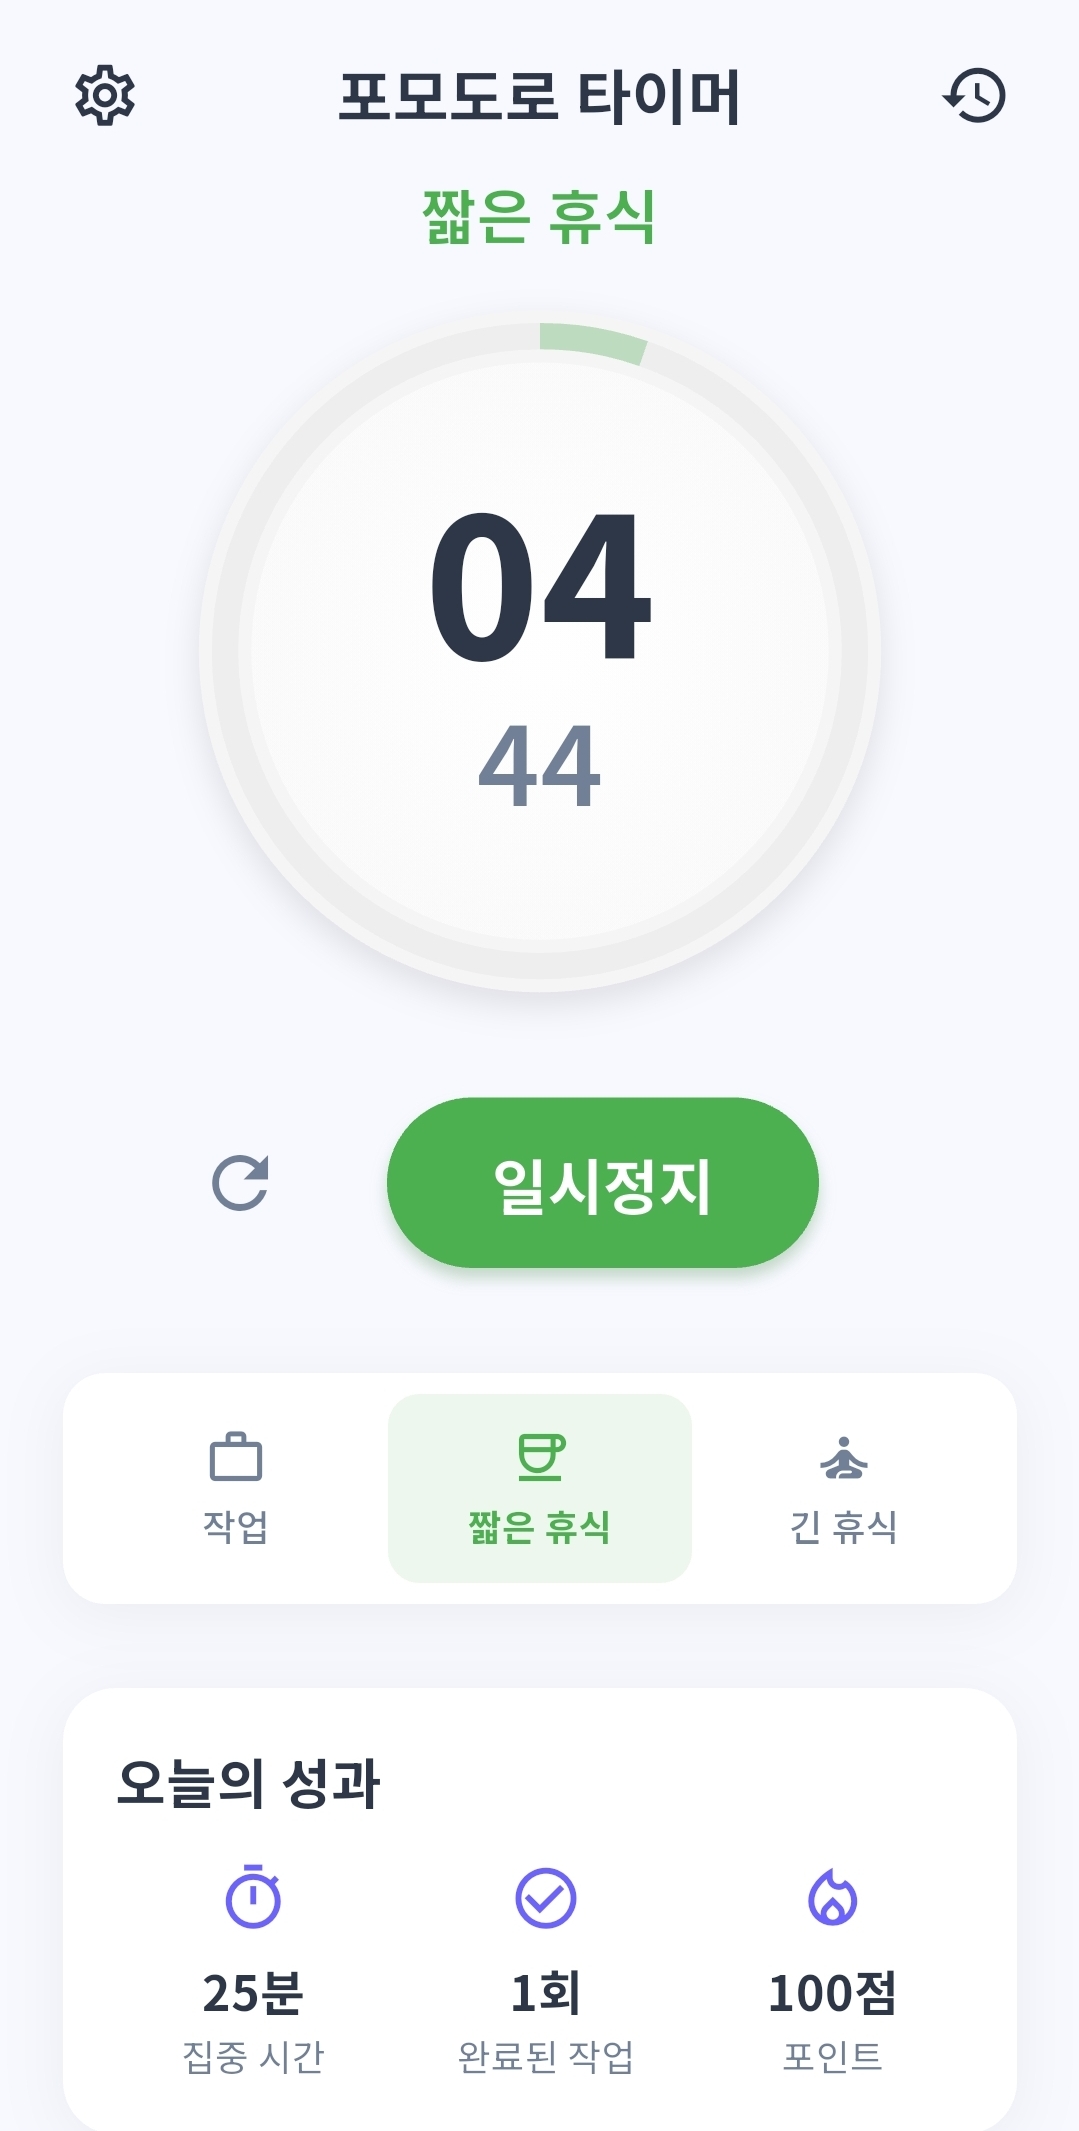 포모도로 타이머
짧은 휴식
04
44
일시정지
작업
짧은 휴식
긴 휴식
오늘의 성과
25분
1회
100점
집중 시간
완료된 작업
포인트